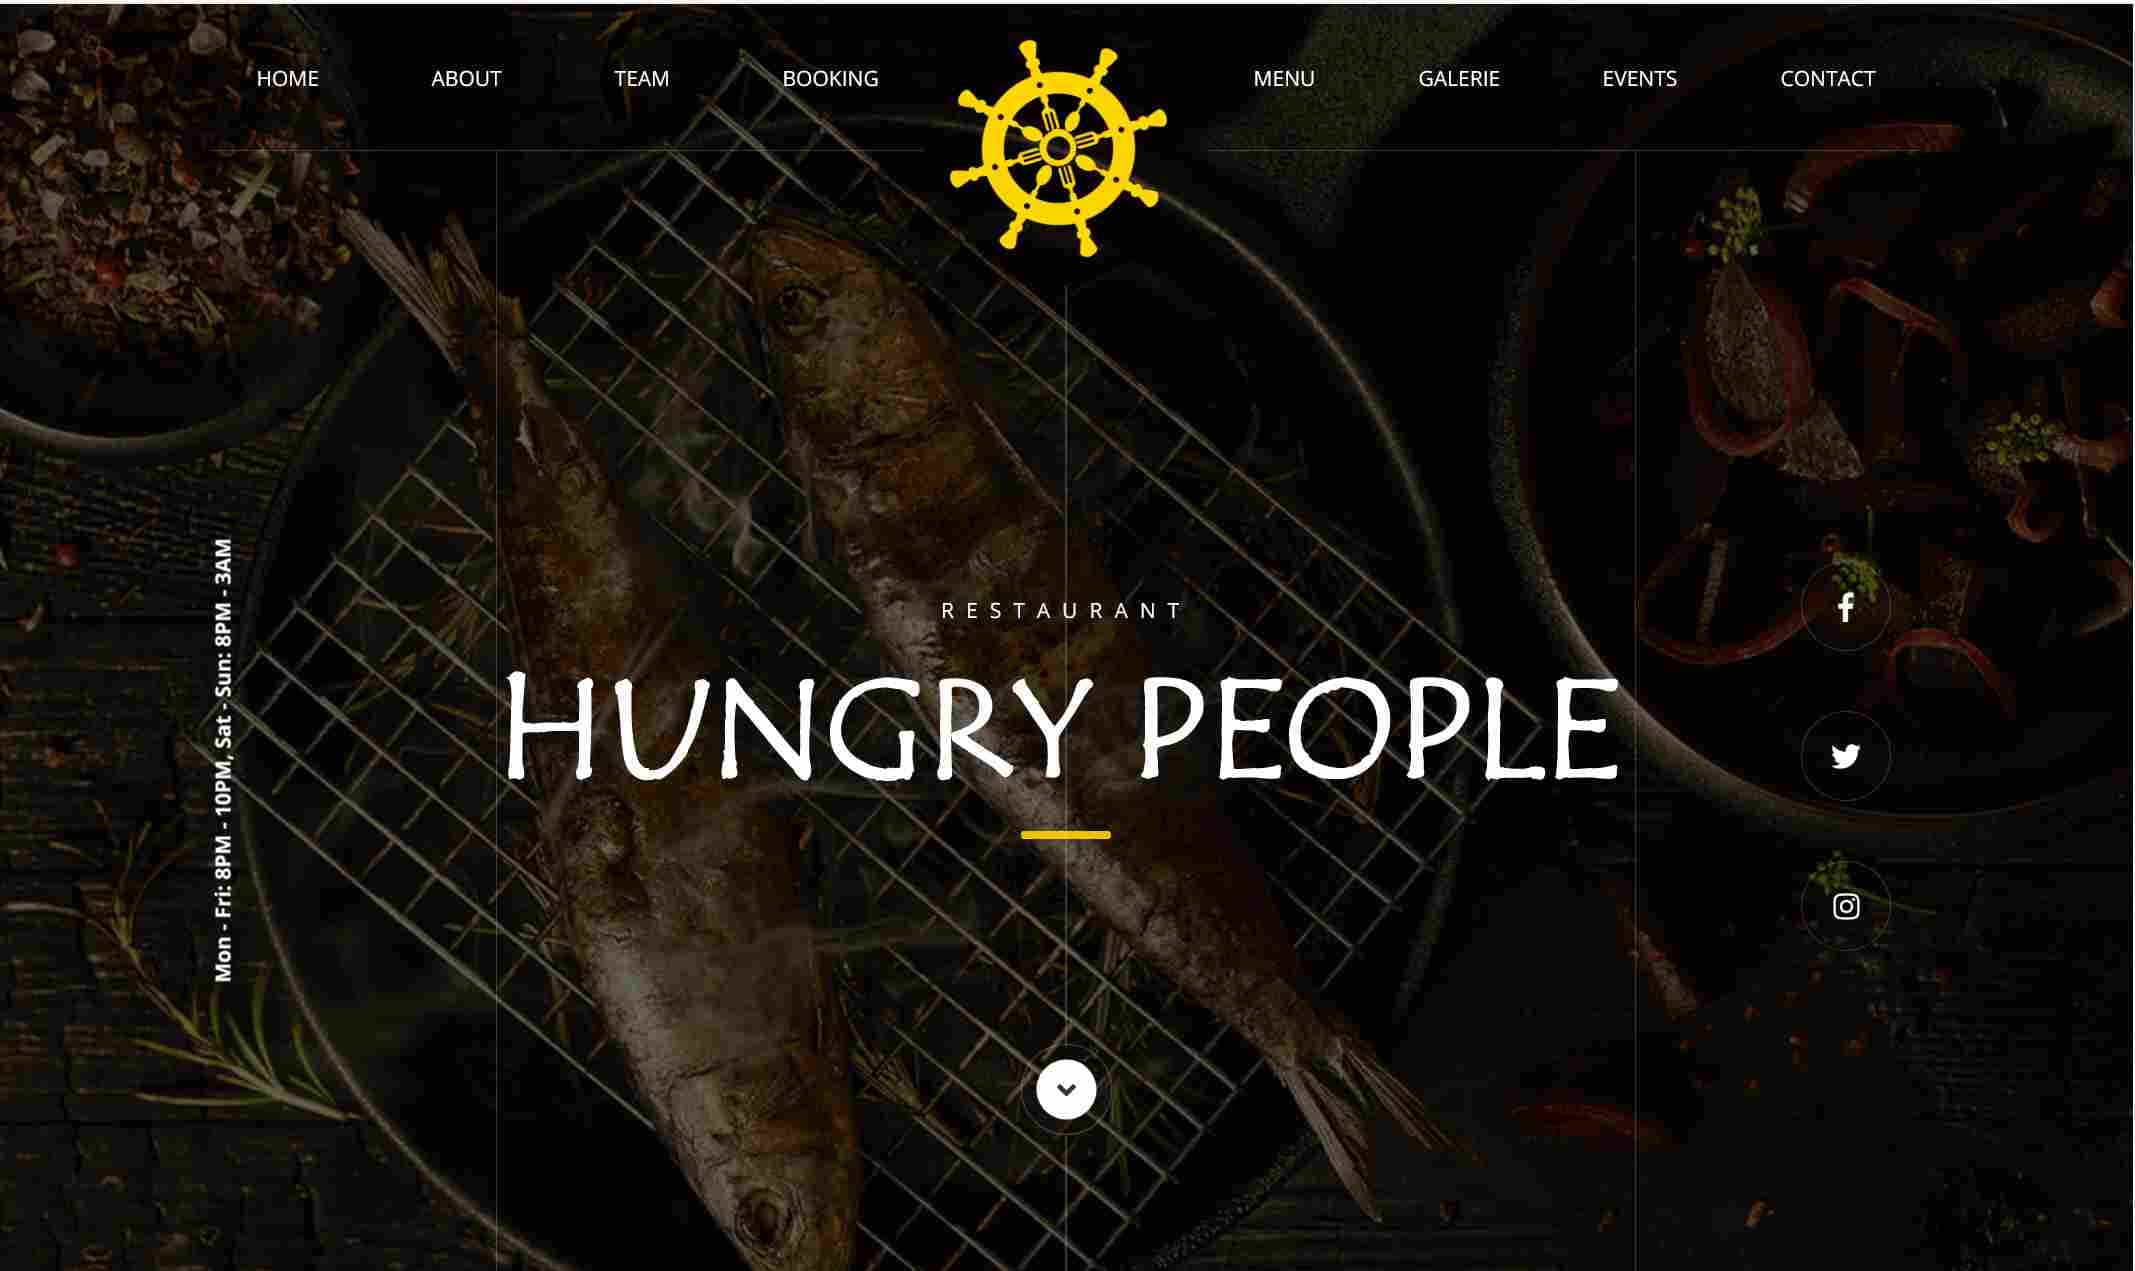 HOME
ABOUT
TEAM
BOOKING
MENU
GALERIE
EVENTS
CONTACT
Mon - Fri: 8PM - 10PM, Sat - Sun: 8PM - 3AM
RESTAURANT
HUNGRY PEOPLE